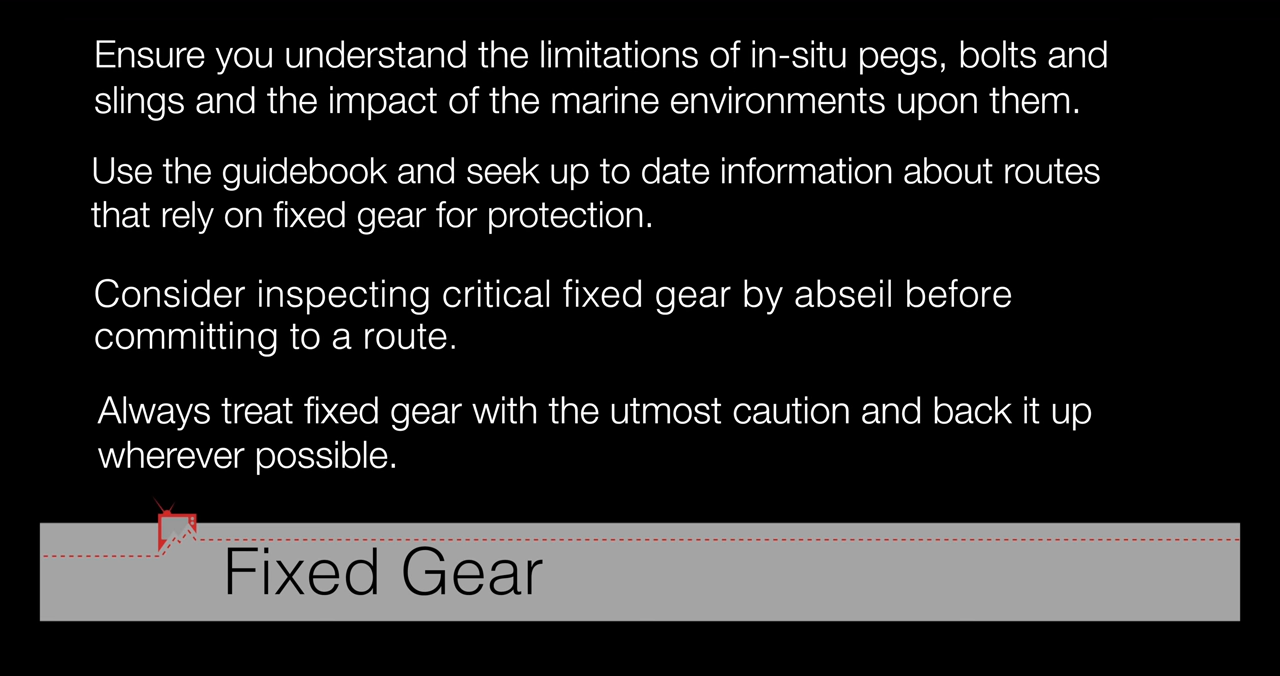 Ensure you understand the limitations of in-situ pegs, bolts and
slings and the impact of the marine environments upon them.
Use the guidebook and seek up to date information about routes
that rely on fixed gear for protection.
Consider inspecting critical fixed gear by abseil before
committing to a route.
Always treat fixed gear with the utmost caution and back it up
wherever possible.
Fixed Gear